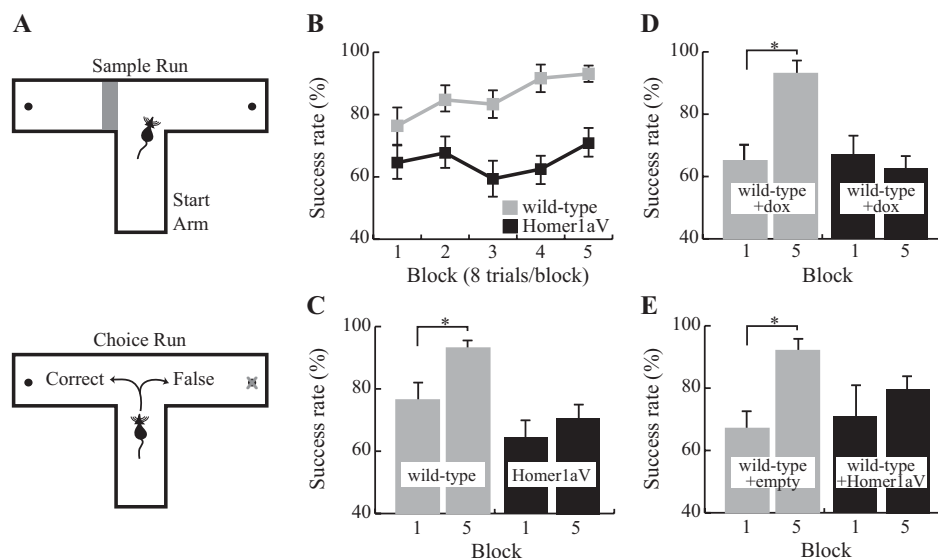 A
Sample Run
Start
Arm
Choice Run
Correct
False
B
Success rate (%)
100
80
60
40
wild-type
Homer1aV
1 2 3 4 5
Block (8 trials/block)
C
Success rate (%)
100
80
60
40
*
wild-type
Homer1aV
1 5 1 5
Block
D
Success rate (%)
100
80
60
40
*
wild-type
+dox
wild-type
+dox
1 5 1 5
Block
E
Success rate (%)
100
80
60
40
*
wild-type
+empty
wild-type
+Homer1aV
1 5 1 5
Block